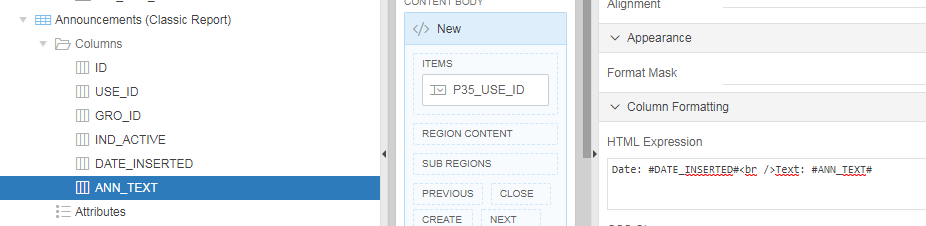 Announcements (Classic Report)
Columns
ID
USE_ID
GRO_ID
IND_ACTIVE
DATE_INSERTED
ANN_TEXT
Attributes
CONTENT BODY
New
ITEMS
P35_USE_ID
REGION CONTENT
SUB REGIONS
PREVIOUS
CLOSE
CREATE
NEXT
Alignment
Appearance
Format Mask
Column Formatting
HTML Expression
Date: #DATE_INSERTED#<br />Text: #ANN_TEXT#